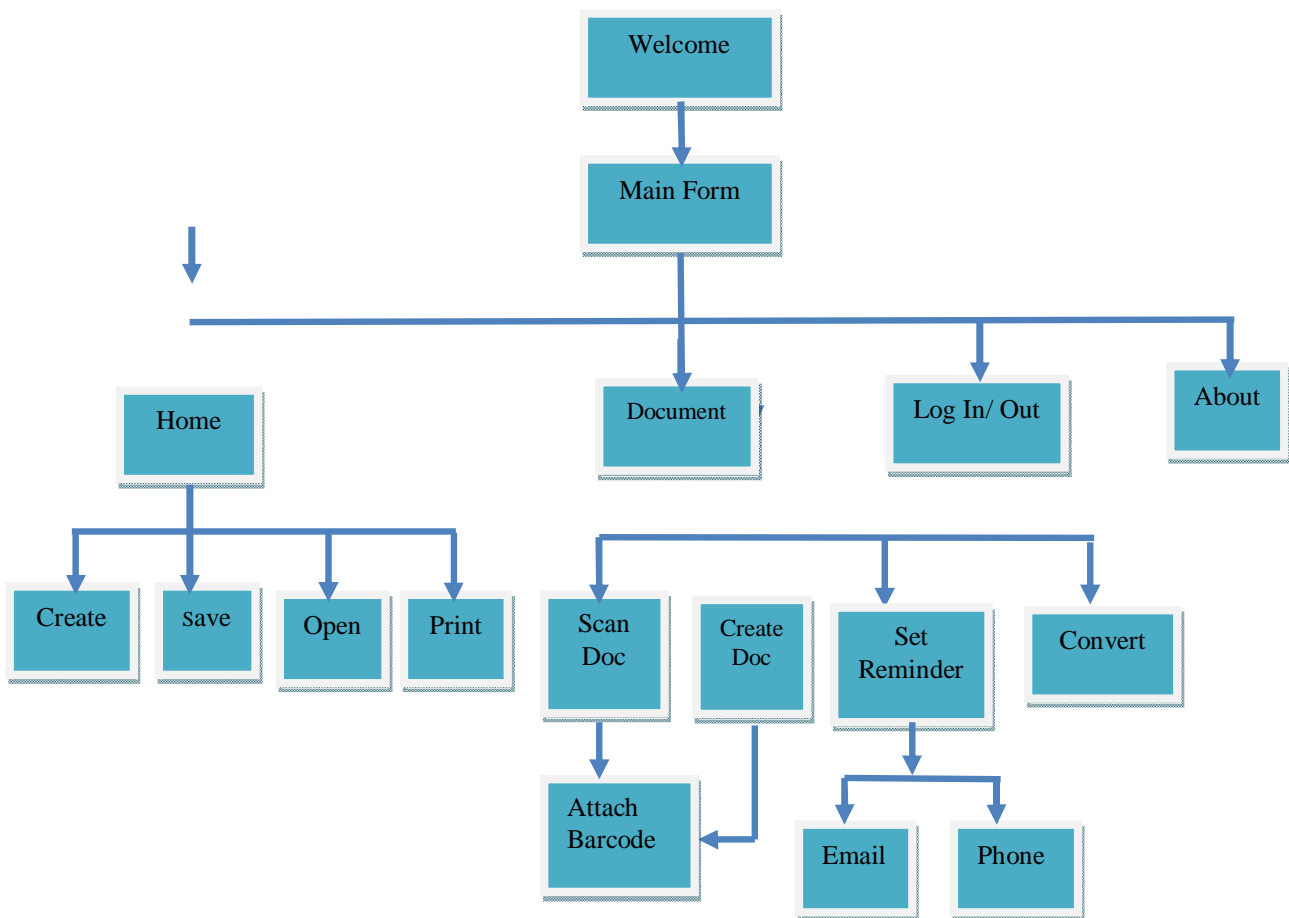 Welcome
Main Form
Home
Document
Log In/ Out
About
Create
Save
Open
Print
Scan
Doc
Create
Doc
Set
Reminder
Convert
Attach
Barcode
Email
Phone